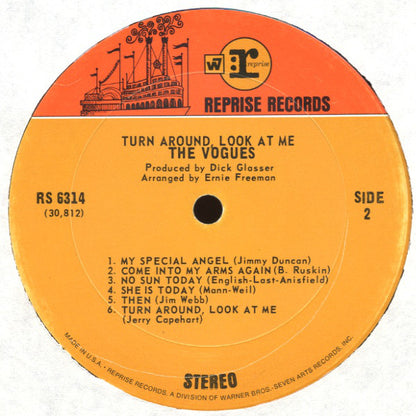 W r reprise
REPRISE RECORDS
TURN AROUND, LOOK AT ME
THE VOGUES
Produced by Dick Glasser
Arranged by Ernie Freeman
RS 6314
(30,812)
SIDE
2
1. MY SPECIAL ANGEL (Jimmy Duncan)
2. COME INTO MY ARMS AGAIN (B. Ruskin)
3. NO SUN TODAY (English-Last-Anisfield)
4. SHE IS TODAY (Mann-Weil)
5. THEN (Jim Webb)
6. TURN AROUND, LOOK AT ME
(Jerry Capehart)
STEREO
MADE IN U.S.A. · REPRISE RECORDS, A DIVISION OF WARNER BROS.-SEVEN ARTS RECORDS, INC.